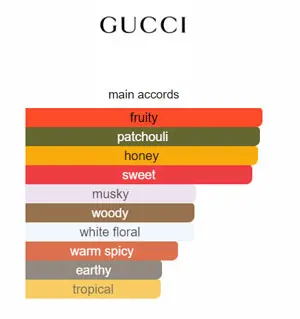 GUCCI
main accords
fruity
patchouli
honey
sweet
musky
woody
white floral
warm spicy
earthy
tropical